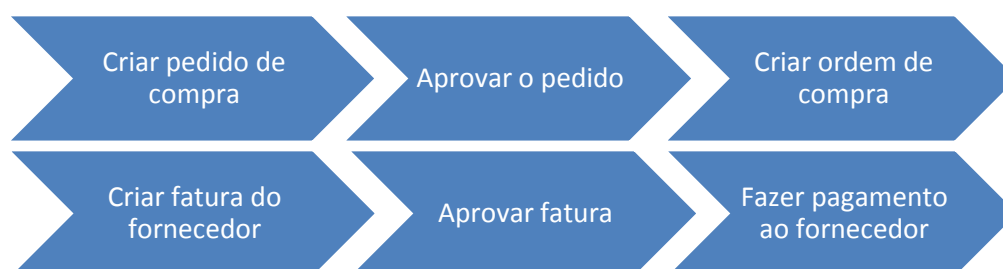 Criar pedido de
compra
Aprovar o pedido
Criar ordem de
compra
Criar fatura do
fornecedor
Aprovar fatura
Fazer pagamento
ao fornecedor